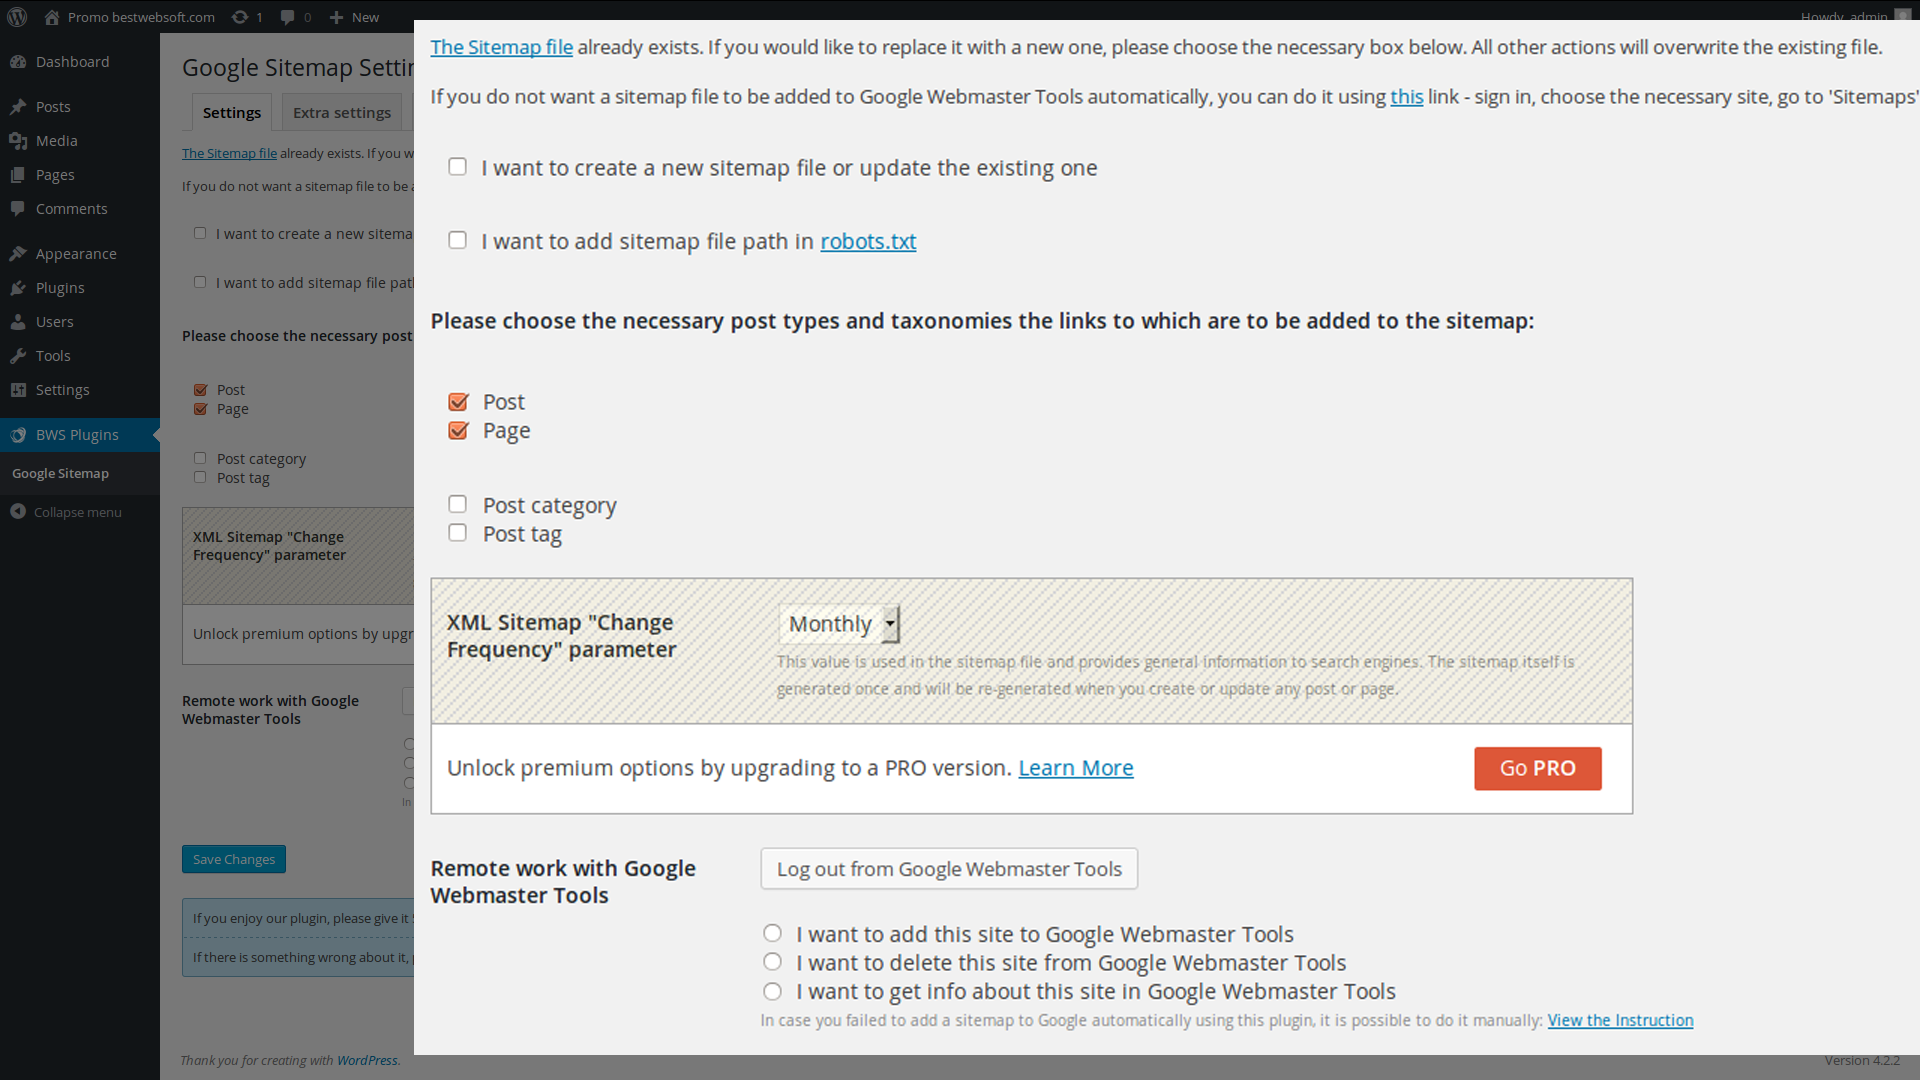 Promo bestwebsoft.com 1 0 New
Howdy, admin
Dashboard
Posts
Media
Pages
Comments
Appearance
Plugins
Users
Tools
Settings
BWS Plugins
Google Sitemap
Collapse menu
Google Sitemap Settin
Settings Extra settings
The Sitemap file already exists. If you w
If you do not want a sitemap file to be a
I want to create a new sitema
I want to add sitemap file pat
Please choose the necessary post
Post
Page
Post category
Post tag
XML Sitemap "Change
Frequency" parameter
Unlock premium options by upgr
Remote work with Google
Webmaster Tools
In
Save Changes
If you enjoy our plugin, please give it
If there is something wrong about it,
Thank you for creating with WordPress.
Version 4.2.2
The Sitemap file already exists. If you would like to replace it with a new one, please choose the necessary box below. All other actions will overwrite the existing file.
If you do not want a sitemap file to be added to Google Webmaster Tools automatically, you can do it using this link - sign in, choose the necessary site, go to 'Sitemaps'
I want to create a new sitemap file or update the existing one
I want to add sitemap file path in robots.txt
Please choose the necessary post types and taxonomies the links to which are to be added to the sitemap:
Post
Page
Post category
Post tag
XML Sitemap "Change
Frequency" parameter
Monthly
This value is used in the sitemap file and provides general information to search engines. The sitemap itself is
generated once and will be re-generated when you create or update any post or page.
Unlock premium options by upgrading to a PRO version. Learn More
Go PRO
Remote work with Google
Webmaster Tools
Log out from Google Webmaster Tools
I want to add this site to Google Webmaster Tools
I want to delete this site from Google Webmaster Tools
I want to get info about this site in Google Webmaster Tools
In case you failed to add a sitemap to Google automatically using this plugin, it is possible to do it manually: View the Instruction